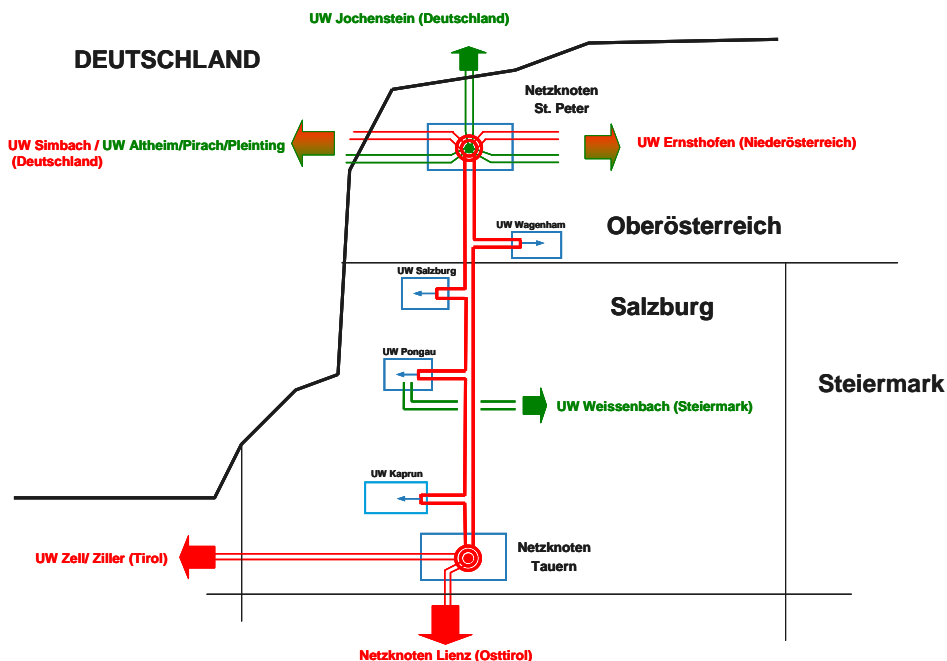 UW Jochenstein (Deutschland)
DEUTSCHLAND
Netzknoten
St. Peter
UW Simbach / UW Altheim/Pirach/Pleinting
(Deutschland)
UW Ernsthofen (Niederösterreich)
UW Wagenham
Oberösterreich
UW Salzburg
Salzburg
UW Pongau
Steiermark
UW Weissenbach (Steiermark)
UW Kaprun
Netzknoten
Tauern
UW Zell/ Ziller (Tirol)
Netzknoten Lienz (Osttirol)